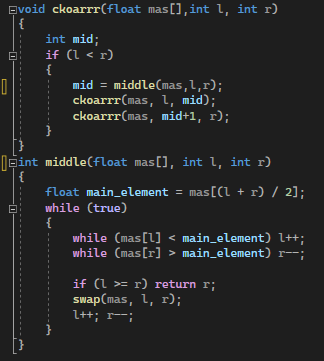 void ckoarrr(float mas[],int l, int r)
{
int mid;
if (l < r)
{
mid = middle(mas,l,r);
ckoarrr(mas, l, mid);
ckoarrr(mas, mid+1, r);
}
}
int middle(float mas[], int l, int r)
{
float main_element = mas[(l + r) / 2];
while (true)
{
while (mas[l] < main_element) l++;
while (mas[r] > main_element) r--;
if (l >= r) return r;
swap(mas, l, r);
l++; r--;
}
}